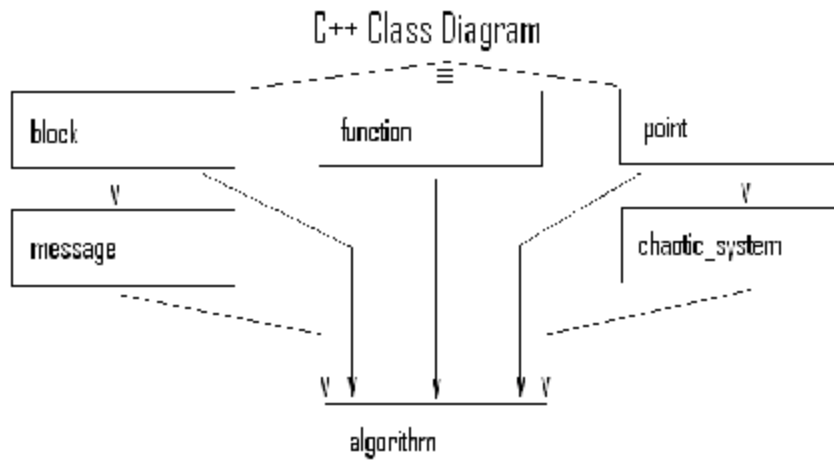 C++ Class Diagram
block
function
point
message
chaotic_system
algorithm